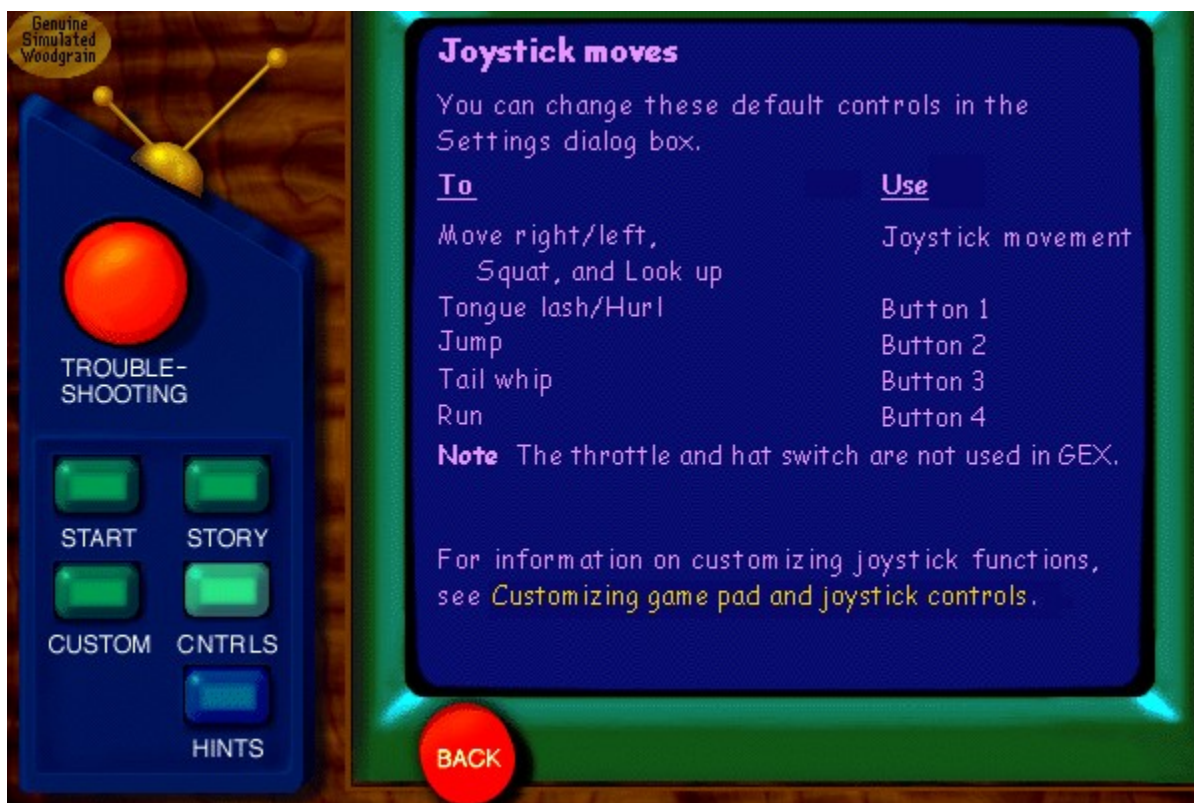 Genuine
Simulated
Woodgrain
TROUBLE-
SHOOTING
START STORY
CUSTOM CNTRLS
HINTS
Joystick moves
You can change these default controls in the
Settings dialog box.
To Use
Move right/left, Joystick movement
Squat, and Look up
Tongue lash/Hurl Button 1
Jump Button 2
Tail whip Button 3
Run Button 4
Note The throttle and hat switch are not used in GEX.
For information on customizing joystick functions,
see Customizing game pad and joystick controls.
BACK